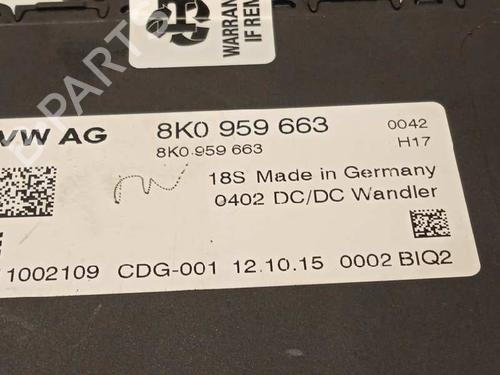 WARRAN
IF REN
B-PARTS
VW AG
8K0 959 663
0042
8K0 959 663
H17
18S Made in Germany
0402 DC/DC Wandler
1002109 CDG-001 12.10.15 0002 BIQ2